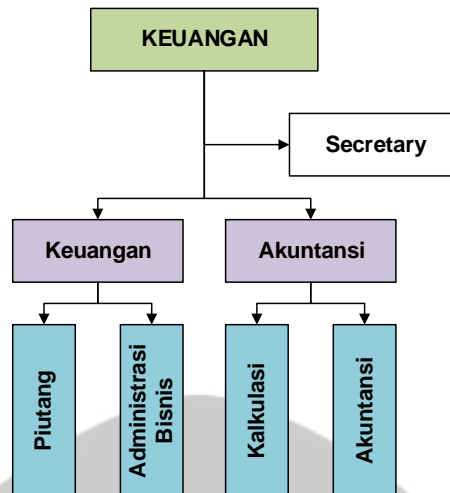 KEUANGAN
Secretary
Keuangan
Akuntansi
Piutang
Administrasi
Bisnis
Kalkulasi
Akuntansi